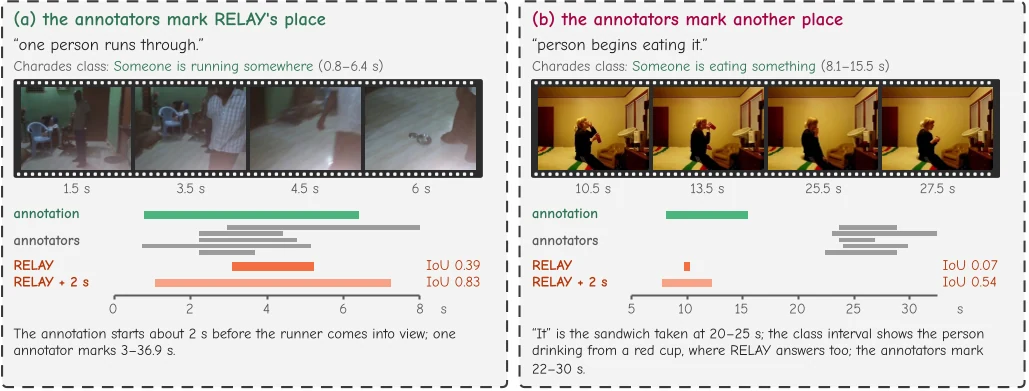 (a) the annotators mark RELAY's place
“one person runs through.”
Charades class: Someone is running somewhere (0.8–6.4 s)
1.5 s 3.5 s 4.5 s 6 s
annotation
annotators
RELAY IoU 0.39
RELAY + 2 s IoU 0.83
0 2 4 6 8 s
The annotation starts about 2 s before the runner comes into view; one
annotator marks 3–36.9 s.
(b) the annotators mark another place
“person begins eating it.”
Charades class: Someone is eating something (8.1–15.5 s)
10.5 s 13.5 s 25.5 s 27.5 s
annotation
annotators
RELAY IoU 0.07
RELAY + 2 s IoU 0.54
5 10 15 20 25 30 s
“It” is the sandwich taken at 20–25 s; the class interval shows the person
drinking from a red cup, where RELAY answers too; the annotators mark
22–30 s.